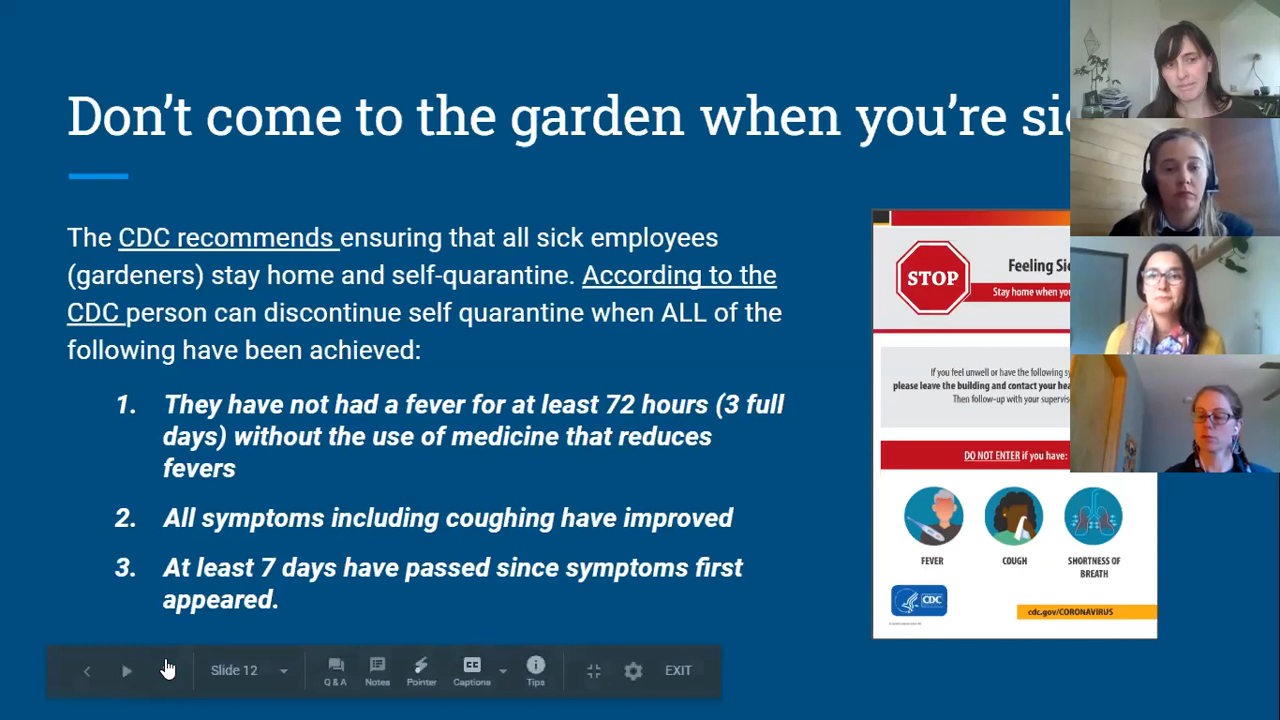 Don't come to the garden when you're
The CDC recommends ensuring that all sick employees
(gardeners) stay home and self-quarantine. According to the
CDC person can discontinue self quarantine when ALL of the
following have been achieved:
1. They have not had a fever for at least 72 hours (3 full
days) without the use of medicine that reduces
fevers
2. All symptoms including coughing have improved
3. At least 7 days have passed since symptoms first
appeared.
STOP
Feeling
Stay home when
If you feel unwell or have the following
please leave the building and contact your
Then follow-up with your
DO NOT ENTER if you have:
FEVER
COUGH
SHORTNESS OF
BREATH
CDC
cdc.gov/CORONAVIRUS
Slide 12
Q & A
Notes
Pointer
CC
Captions
Tips
EXIT